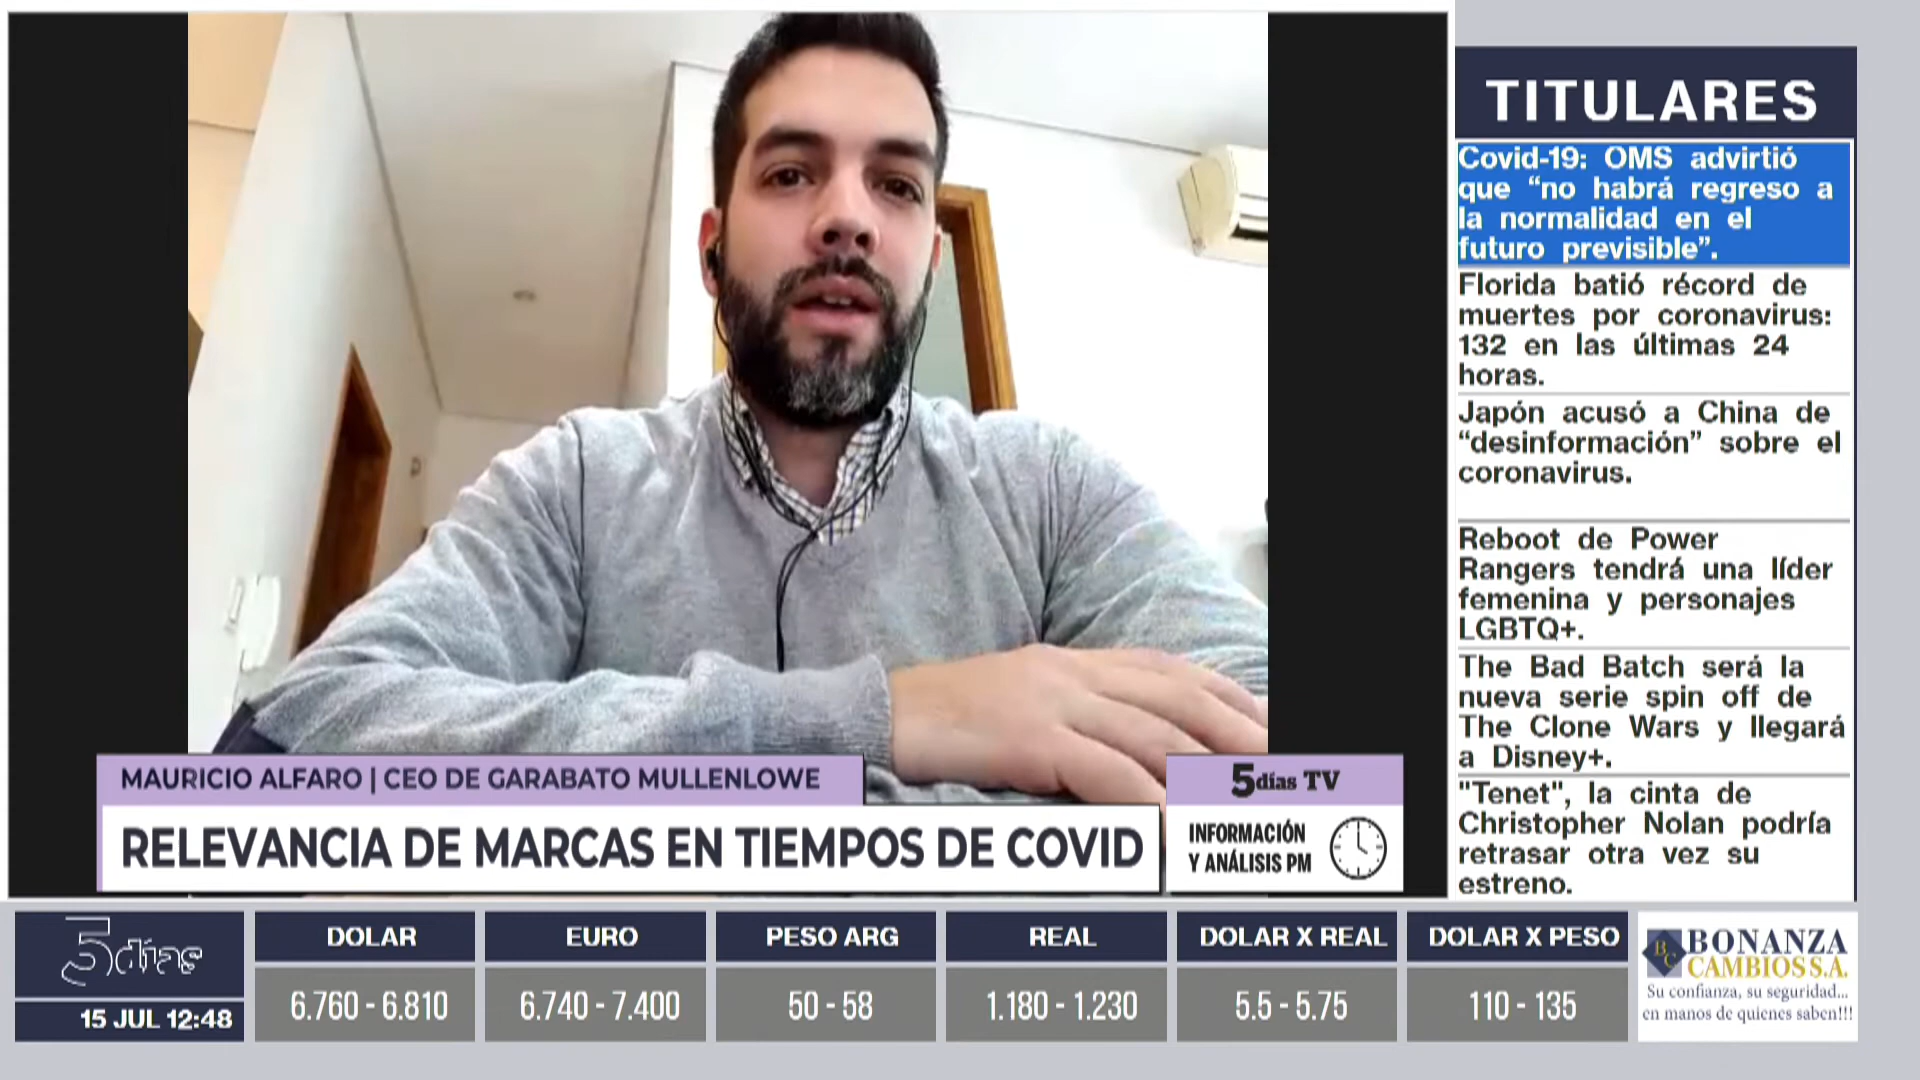 TITULARES
Covid-19: OMS advirtió
que “no habrá regreso a
la normalidad en el
futuro previsible”.
Florida batió récord de
muertes por coronavirus:
132 en las últimas 24
horas.
Japón acusó a China de
“desinformación” sobre el
coronavirus.
Reboot de Power
Rangers tendrá una líder
femenina y personajes
LGBTQ+.
The Bad Batch será la
nueva serie spin off de
The Clone Wars y llegará
a Disney+.
"Tenet", la cinta de
Christopher Nolan podría
retrasar otra vez su
estreno.
MAURICIO ALFARO | CEO DE GARABATO MULLENLOWE
RELEVANCIA DE MARCAS EN TIEMPOS DE COVID
5días TV
INFORMACIÓN
Y ANÁLISIS PM
5días
15 JUL 12:48
DOLAR
6.760 - 6.810
EURO
6.740 - 7.400
PESO ARG
50 - 58
REAL
1.180 - 1.230
DOLAR X REAL
5.5 - 5.75
DOLAR X PESO
110 - 135
BC
BONANZA
CAMBIOS S.A.
Su confianza, su seguridad...
en manos de quienes saben!!!